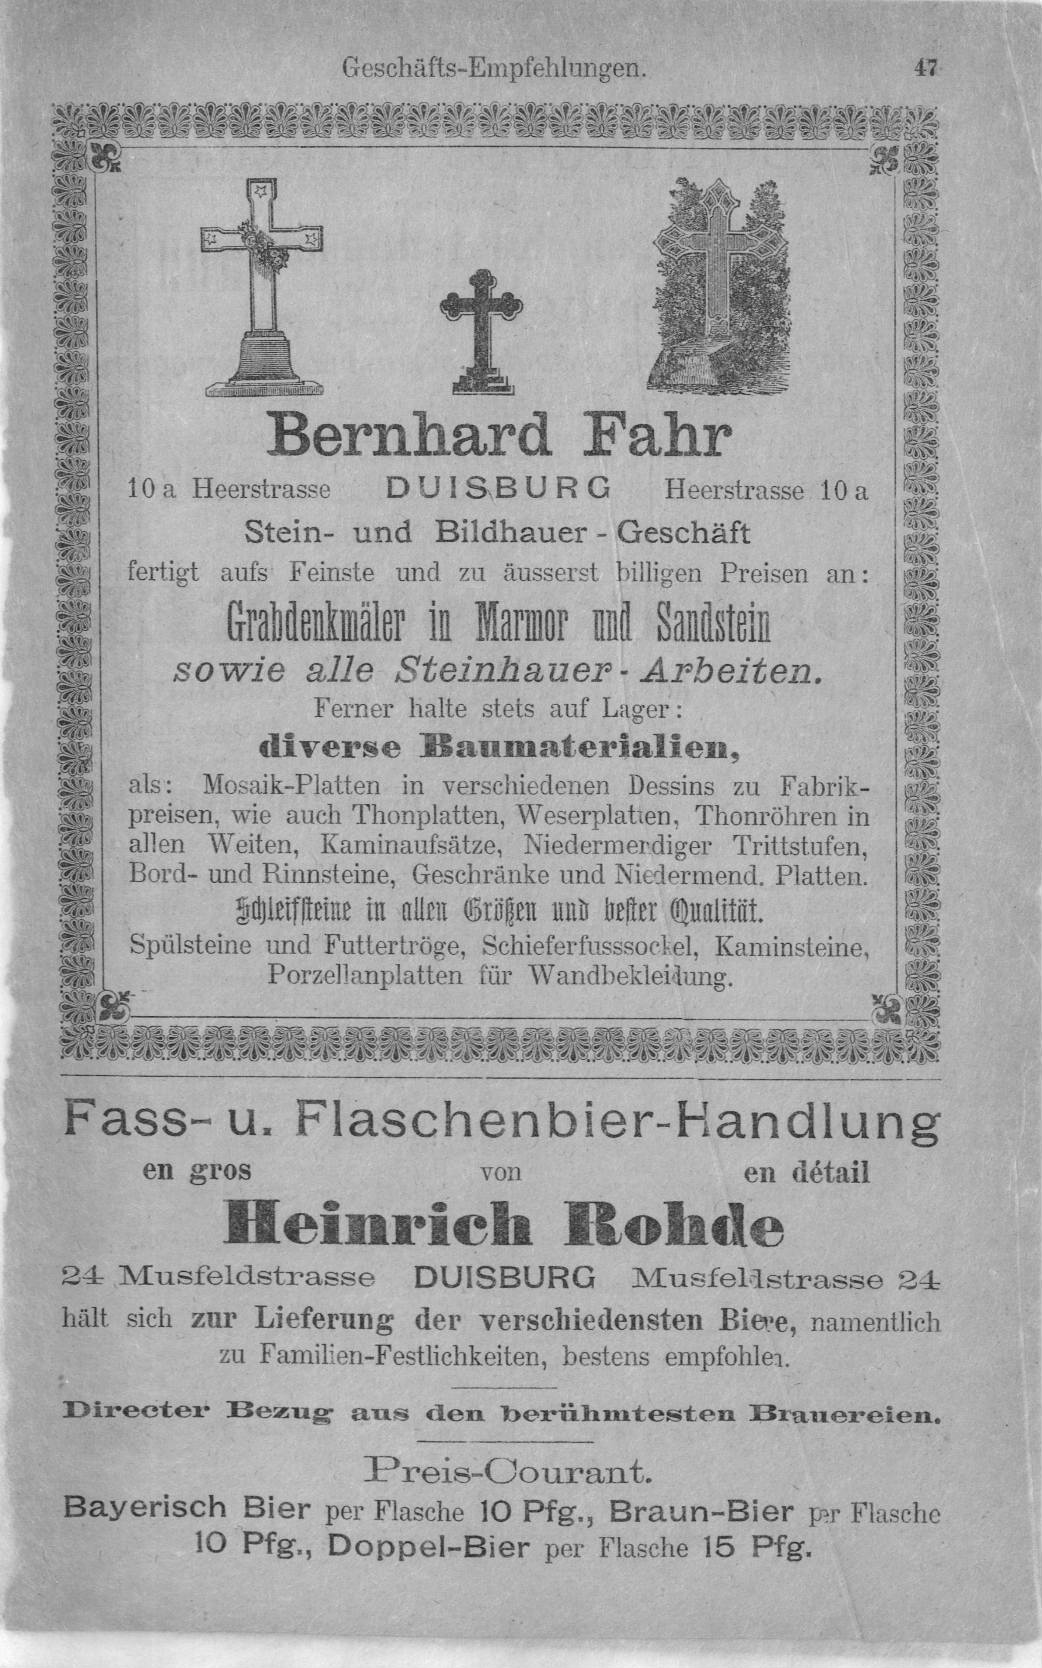 Geschäfts-Empfehlungen. 47
Bernhard Fahr
10 a Heerstrasse DUISBURG Heerstrasse 10 a
Stein- und Bildhauer - Geschäft
fertigt aufs Feinste und zu äusserst billigen Preisen an:
Grabdenkmäler in Marmor und Sandstein
sowie alle Steinhauer - Arbeiten.
Ferner halte stets auf Lager:
diverse Baumaterialien,
als: Mosaik-Platten in verschiedenen Dessins zu Fabrik-
preisen, wie auch Thonplatten, Weserplatten, Thonröhren in
allen Weiten, Kaminaufsätze, Niedermendiger Trittstufen,
Bord- und Rinnsteine, Geschränke und Niedermend. Platten.
Schleifsteine in allen Größen und bester Qualität.
Spülsteine und Futtertröge, Schieferfusssockel, Kaminsteine,
Porzellanplatten für Wandbekleidung.
Fass- u. Flaschenbier-Handlung
en gros von en détail
Heinrich Rohde
24 Musfeldstrasse DUISBURG Musfeldstrasse 24
hält sich zur Lieferung der verschiedensten Biere, namentlich
zu Familien-Festlichkeiten, bestens empfohlen.
Directer Bezug aus den berühmtesten Brauereien.
Preis-Courant.
Bayerisch Bier per Flasche 10 Pfg., Braun-Bier per Flasche
10 Pfg., Doppel-Bier per Flasche 15 Pfg.